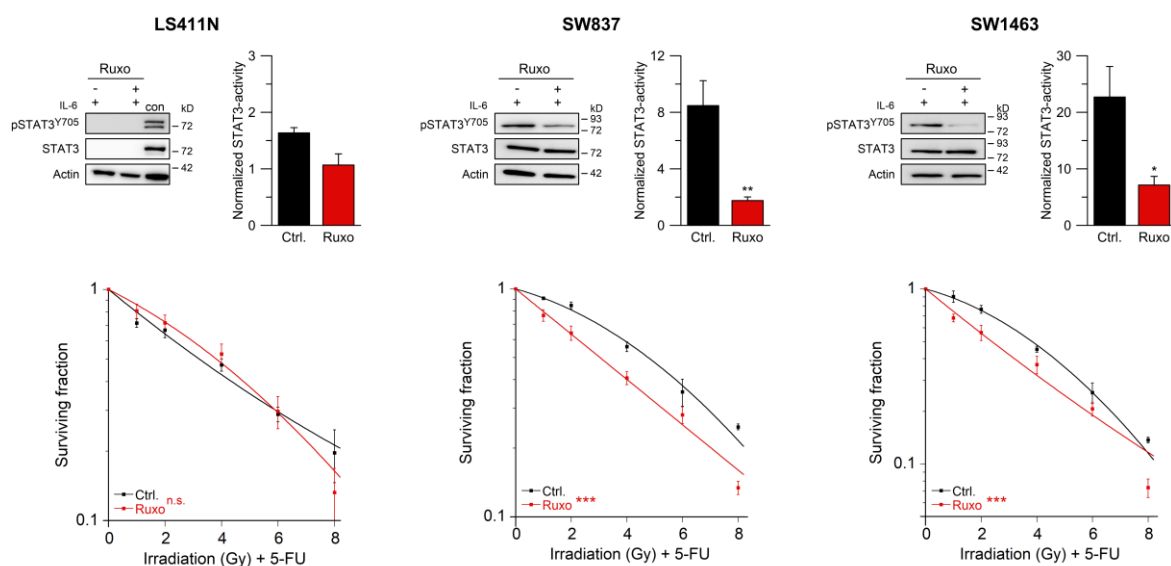 LS411N
Ruxo
- +
IL-6 + + con kD
pSTAT3Y705
72
STAT3
72
Actin
42
Normalized STAT3-activity
3
2
1
0
Ctrl. Ruxo
SW837
Ruxo
- +
IL-6 + + kD
pSTAT3Y705
93
72
STAT3
72
Actin
42
Normalized STAT3-activity
12
8
4
0
**
Ctrl. Ruxo
SW1463
Ruxo
- +
IL-6 + + kD
pSTAT3Y705
93
72
STAT3
93
72
Actin
42
Normalized STAT3-activity
30
20
10
0
*
Ctrl. Ruxo
Surviving fraction
1
0.1
Ctrl.
Ruxo n.s.
0 2 4 6 8
Irradiation (Gy) + 5-FU
Surviving fraction
1
0.1
Ctrl.
Ruxo ***
0 2 4 6 8
Irradiation (Gy) + 5-FU
Surviving fraction
1
0.1
Ctrl.
Ruxo ***
0 2 4 6 8
Irradiation (Gy) + 5-FU